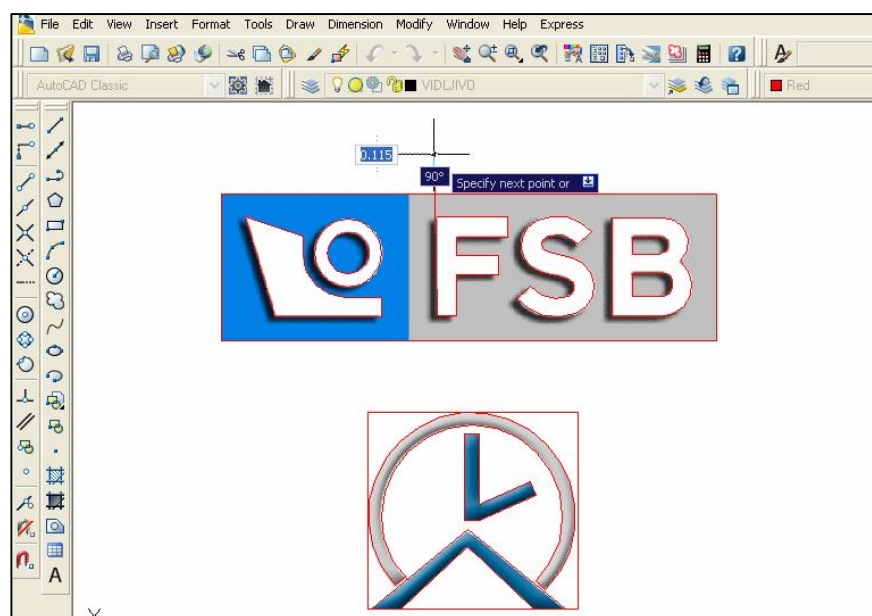 File Edit View Insert Format Tools Draw Dimension Modify Window Help Express
AutoCAD Classic VIDLJIVO Red
0.115
90° Specify next point or
FSB
A
Y